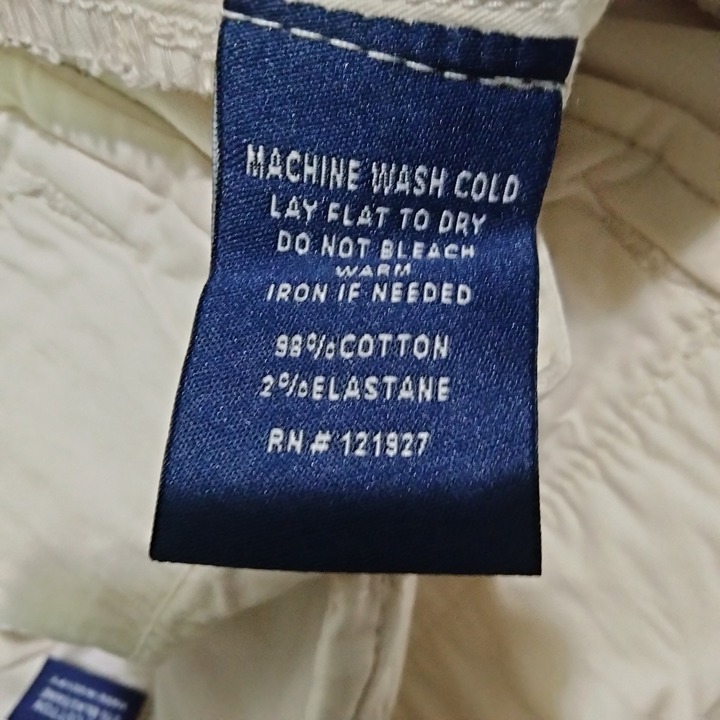 MACHINE WASH COLD
LAY FLAT TO DRY
DO NOT BLEACH
WARM
IRON IF NEEDED
98%COTTON
2%ELASTANE
RN # 121927